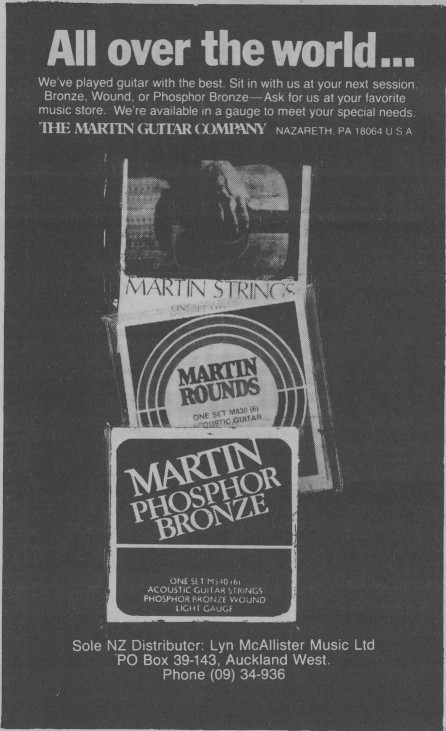 All over the world...
We've played guitar with the best. Sit in with us at your next session.
Bronze, Wound, or Phosphor Bronze—Ask for us at your favorite
music store. We're available in a gauge to meet your special needs.
THE MARTIN GUITAR COMPANY NAZARETH, PA 18064 U S A
MARTIN STRINGS
ONE SET
MARTIN
ROUNDS
ONE SET M830 (6)
ACOUSTIC GUITAR
MARTIN
PHOSPHOR
BRONZE
ONE SET M540 (6)
ACOUSTIC GUITAR STRINGS
PHOSPHOR BRONZE WOUND
LIGHT GAUGE
Sole NZ Distributor: Lyn McAllister Music Ltd
PO Box 39-143, Auckland West.
Phone (09) 34-936